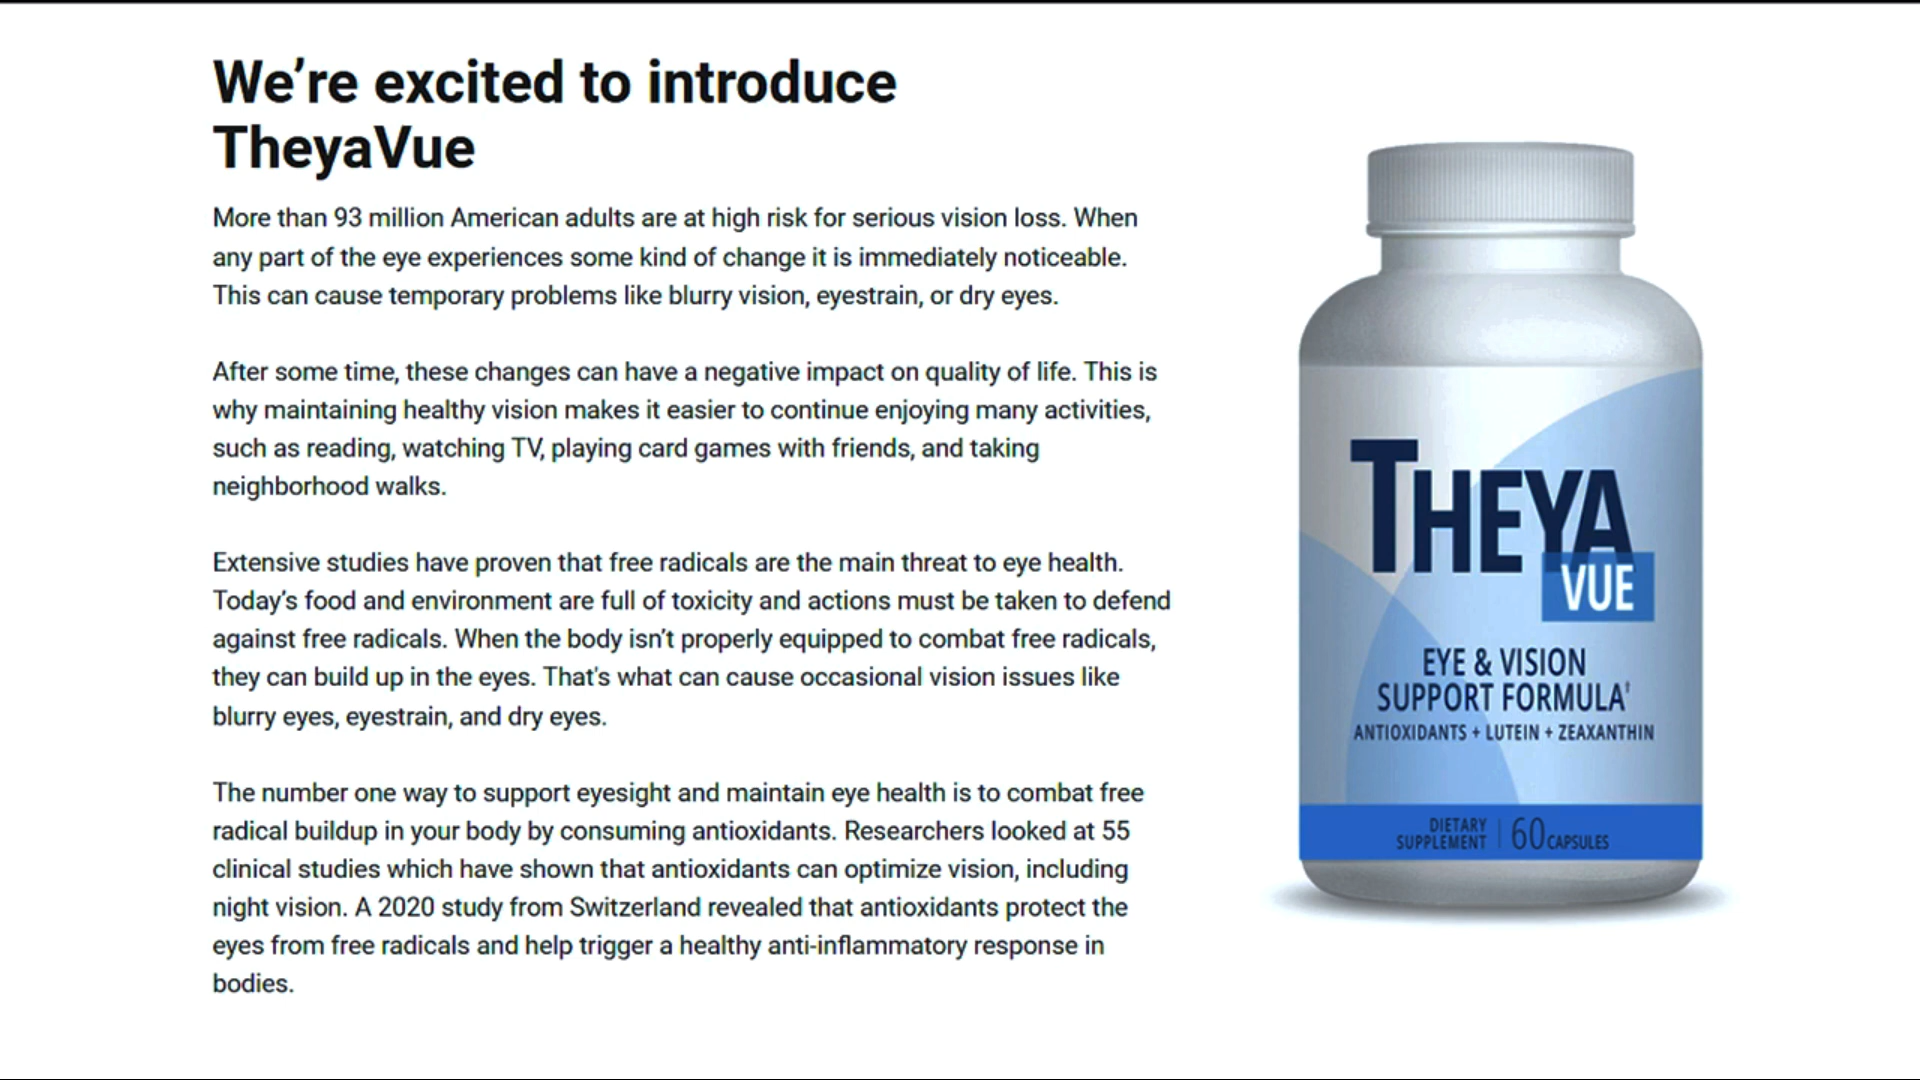 We’re excited to introduce
TheyaVue
More than 93 million American adults are at high risk for serious vision loss. When
any part of the eye experiences some kind of change it is immediately noticeable.
This can cause temporary problems like blurry vision, eyestrain, or dry eyes.
After some time, these changes can have a negative impact on quality of life. This is
why maintaining healthy vision makes it easier to continue enjoying many activities,
such as reading, watching TV, playing card games with friends, and taking
neighborhood walks.
Extensive studies have proven that free radicals are the main threat to eye health.
Today’s food and environment are full of toxicity and actions must be taken to defend
against free radicals. When the body isn’t properly equipped to combat free radicals,
they can build up in the eyes. That's what can cause occasional vision issues like
blurry eyes, eyestrain, and dry eyes.
The number one way to support eyesight and maintain eye health is to combat free
radical buildup in your body by consuming antioxidants. Researchers looked at 55
clinical studies which have shown that antioxidants can optimize vision, including
night vision. A 2020 study from Switzerland revealed that antioxidants protect the
eyes from free radicals and help trigger a healthy anti-inflammatory response in
bodies.
THEYA
VUE
EYE & VISION
SUPPORT FORMULA†
ANTIOXIDANTS + LUTEIN + ZEAXANTHIN
DIETARY
SUPPLEMENT | 60 CAPSULES